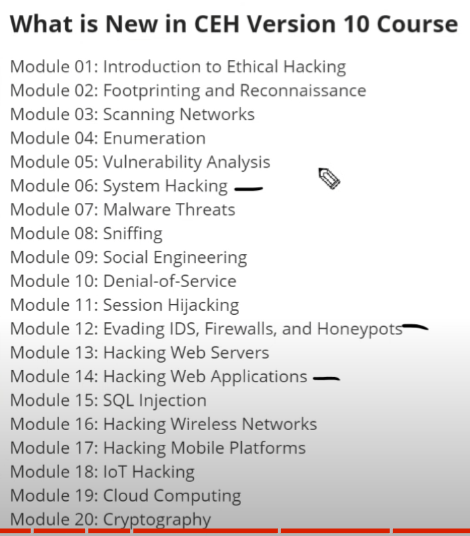 What is New in CEH Version 10 Course
Module 01: Introduction to Ethical Hacking
Module 02: Footprinting and Reconnaissance
Module 03: Scanning Networks
Module 04: Enumeration
Module 05: Vulnerability Analysis
Module 06: System Hacking
Module 07: Malware Threats
Module 08: Sniffing
Module 09: Social Engineering
Module 10: Denial-of-Service
Module 11: Session Hijacking
Module 12: Evading IDS, Firewalls, and Honeypots
Module 13: Hacking Web Servers
Module 14: Hacking Web Applications
Module 15: SQL Injection
Module 16: Hacking Wireless Networks
Module 17: Hacking Mobile Platforms
Module 18: IoT Hacking
Module 19: Cloud Computing
Module 20: Cryptography